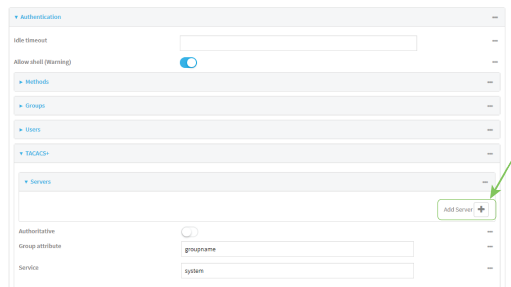 Authentication
Idle timeout
Allow shell (Warning)
Methods
Groups
Users
TACACS+
Servers
Add Server
Authoritative
Group attribute
groupname
Service
system